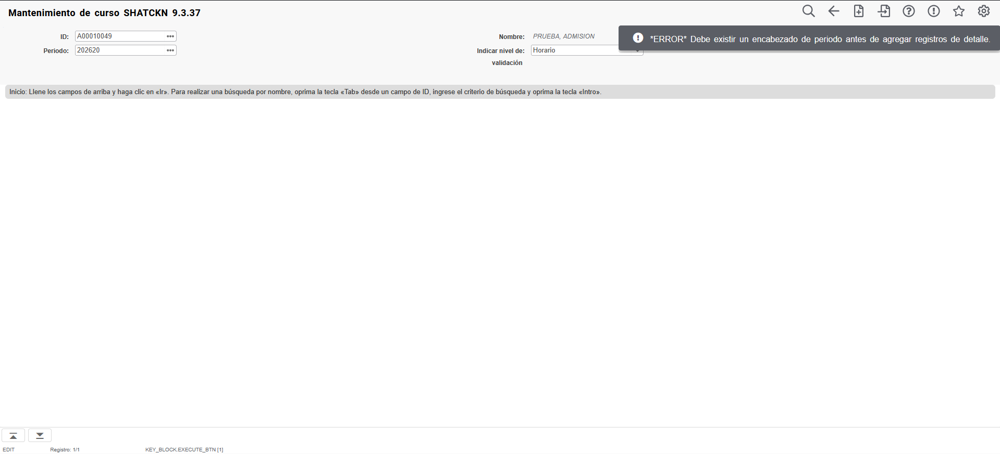 Mantenimiento de curso SHATCKN 9.3.37
ID: A00010049
Nombre: PRUEBA, ADMISION
*ERROR* Debe existir un encabezado de periodo antes de agregar registros de detalle.
Periodo: 202620
Indicar nivel de: Horario
validación
Inicio: Llene los campos de arriba y haga clic en «Ir». Para realizar una búsqueda por nombre, oprima la tecla «Tab» desde un campo de ID, ingrese el criterio de búsqueda y oprima la tecla «Intro».
EDIT
Registro: 1/1
KEY_BLOCK.EXECUTE_BTN [1]